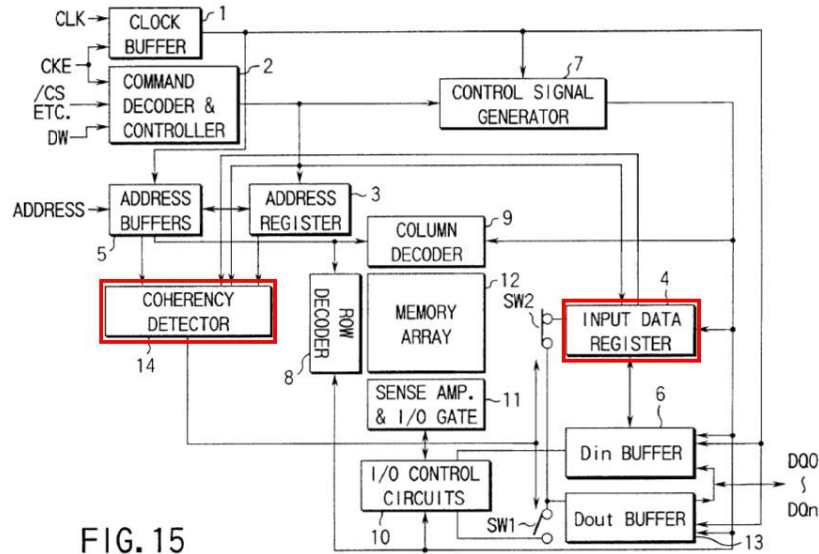 CLK
CLOCK
BUFFER
1
CKE
COMMAND
DECODER &
CONTROLLER
2
/CS
ETC.
DW
7
CONTROL SIGNAL
GENERATOR
ADDRESS
ADDRESS
BUFFERS
5
ADDRESS
REGISTER
3
COLUMN
DECODER
9
COHERENCY
DETECTOR
14
ROW
DECODER
8
MEMORY
ARRAY
12
SW2
INPUT DATA
REGISTER
4
SENSE AMP.
& I/O GATE
11
6
Din BUFFER
I/O CONTROL
CIRCUITS
10
SW1
Dout BUFFER
13
DQ0
~
DQn
FIG.15